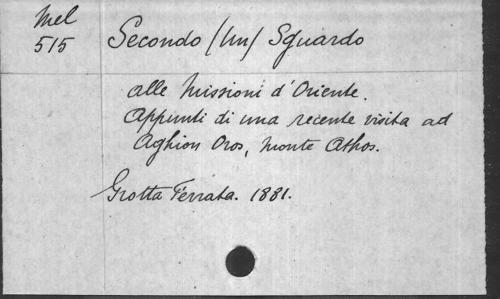 Mel
515
Secondo (Un) Sguardo
alle Missioni d'Oriente.
Appunti di una recente visita ad
Aghion Oros, Monte Athos.
Grotta Ferrata. 1881.